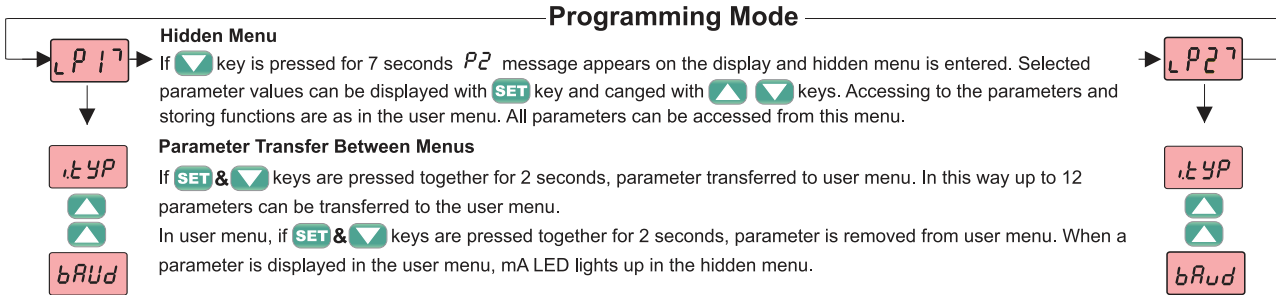 Programming Mode
Hidden Menu
P1
If key is pressed for 7 seconds P2 message appears on the display and hidden menu is entered. Selected
P2
parameter values can be displayed with SET key and canged with keys. Accessing to the parameters and
storing functions are as in the user menu. All parameters can be accessed from this menu.
Parameter Transfer Between Menus
i.tYP
If SET & keys are pressed together for 2 seconds, parameter transferred to user menu. In this way up to 12
i.tYP
parameters can be transferred to the user menu.
In user menu, if SET & keys are pressed together for 2 seconds, parameter is removed from user menu. When a
parameter is displayed in the user menu, mA LED lights up in the hidden menu.
bAUd
bAud